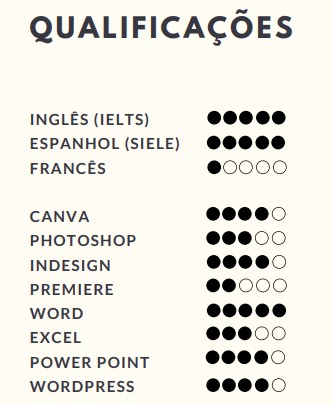 QUALIFICAÇÕES
INGLÊS (IELTS)
ESPANHOL (SIELE)
FRANCÊS
CANVA
PHOTOSHOP
INDESIGN
PREMIERE
WORD
EXCEL
POWER POINT
WORDPRESS